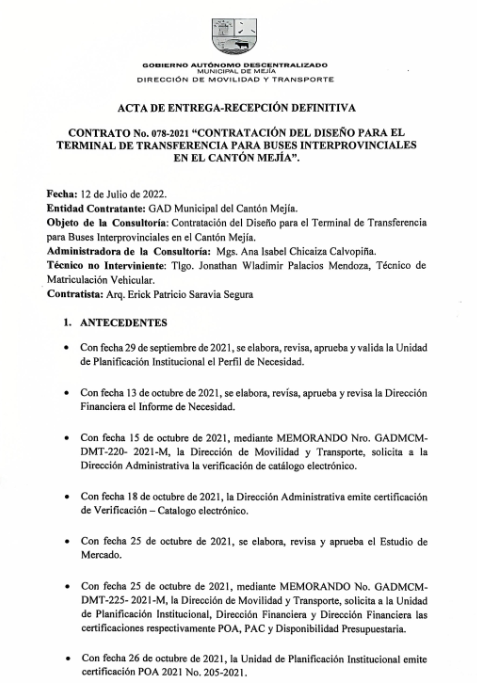 GOBIERNO AUTÓNOMO DESCENTRALIZADO
MUNICIPAL DE MEJÍA
DIRECCIÓN DE MOVILIDAD Y TRANSPORTE
ACTA DE ENTREGA-RECEPCIÓN DEFINITIVA
CONTRATO No. 078-2021 “CONTRATACIÓN DEL DISEÑO PARA EL
TERMINAL DE TRANSFERENCIA PARA BUSES INTERPROVINCIALES
EN EL CANTÓN MEJÍA”.
Fecha: 12 de Julio de 2022.
Entidad Contratante: GAD Municipal del Cantón Mejía.
Objeto de la Consultoría: Contratación del Diseño para el Terminal de Transferencia
para Buses Interprovinciales en el Cantón Mejía.
Administradora de la Consultoría: Mgs. Ana Isabel Chicaiza Calvopiña.
Técnico no Interviniente: Tlgo. Jonathan Wladimir Palacios Mendoza, Técnico de
Matriculación Vehicular.
Contratista: Arq. Erick Patricio Saravia Segura
1. ANTECEDENTES
• Con fecha 29 de septiembre de 2021, se elabora, revisa, aprueba y valida la Unidad
de Planificación Institucional el Perfil de Necesidad.
• Con fecha 13 de octubre de 2021, se elabora, revisa, aprueba y revisa la Dirección
Financiera el Informe de Necesidad.
• Con fecha 15 de octubre de 2021, mediante MEMORANDO Nro. GADMCM-
DMT-220- 2021-M, la Dirección de Movilidad y Transporte, solicita a la
Dirección Administrativa la verificación de catálogo electrónico.
• Con fecha 18 de octubre de 2021, la Dirección Administrativa emite certificación
de Verificación – Catalogo electrónico.
• Con fecha 25 de octubre de 2021, se elabora, revisa y aprueba el Estudio de
Mercado.
• Con fecha 25 de octubre de 2021, mediante MEMORANDO No. GADMCM-
DMT-225- 2021-M, la Dirección de Movilidad y Transporte, solicita a la Unidad
de Planificación Institucional, Dirección Financiera y Dirección Financiera las
certificaciones respectivamente POA, PAC y Disponibilidad Presupuestaria.
• Con fecha 26 de octubre de 2021, la Unidad de Planificación Institucional emite
certificación POA 2021 No. 205-2021.